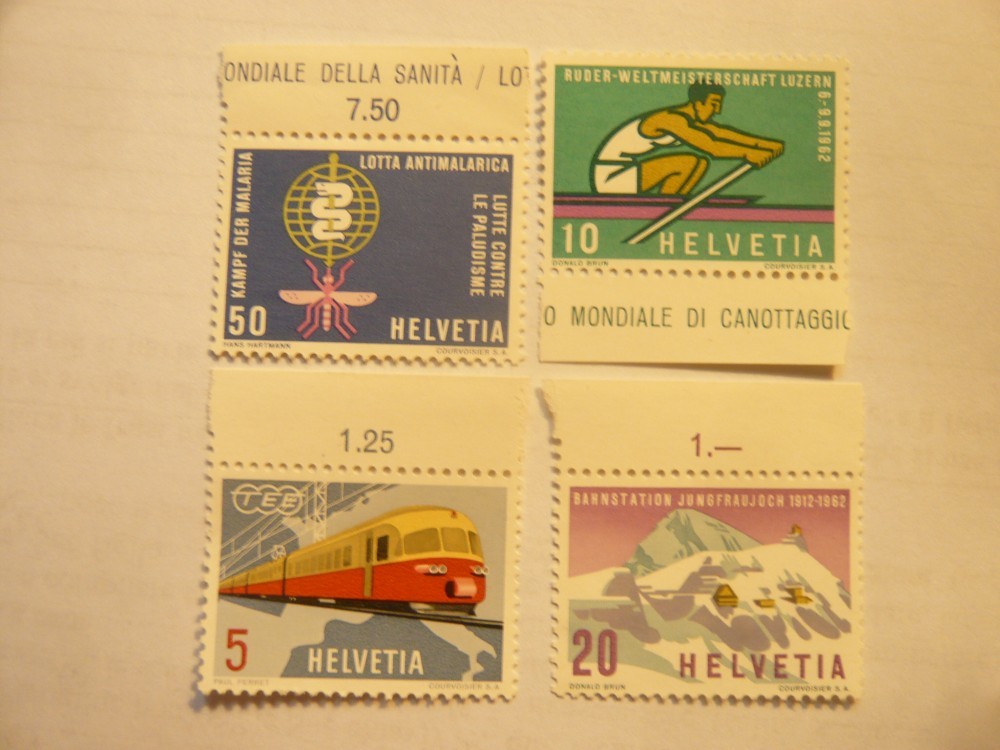 ONDIALE DELLA SANITÀ / LOT
7.50
KAMPF DER MALARIA
LOTTA ANTIMALARICA
LUTTE CONTRE
LE PALUDISME
50
HELVETIA
HANS HARTMANN
COURVOISIER S.A.
RUDER-WELTMEISTERSCHAFT LUZERN
6-9.9.1962
10
HELVETIA
DONALD BRUN
COURVOISIER S.A.
O MONDIALE DI CANOTTAGGIO
1.25
TEE
5
HELVETIA
PAUL PERRET
COURVOISIER S.A.
1.—
BAHNSTATION JUNGFRAUJOCH 1912-1962
20
HELVETIA
DONALD BRUN
COURVOISIER S.A.